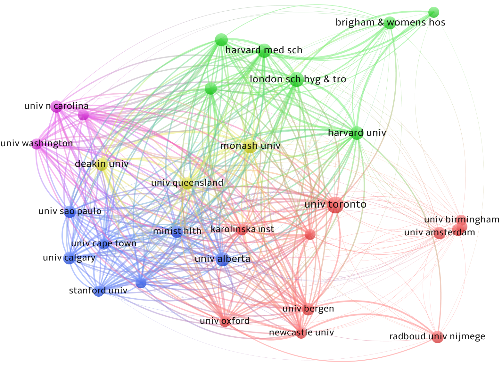 brigham & womens hos
harvard med sch
london sch hyg & tro
univ n carolina
harvard univ
univ washington
monash univ
deakin univ
univ queensland
univ toronto
univ sao paulo
univ birmingham
minist hlth
karolinska inst
univ amsterdam
univ cape town
univ calgary
univ alberta
stanford univ
univ bergen
univ oxford
newcastle univ
radboud univ nijmege